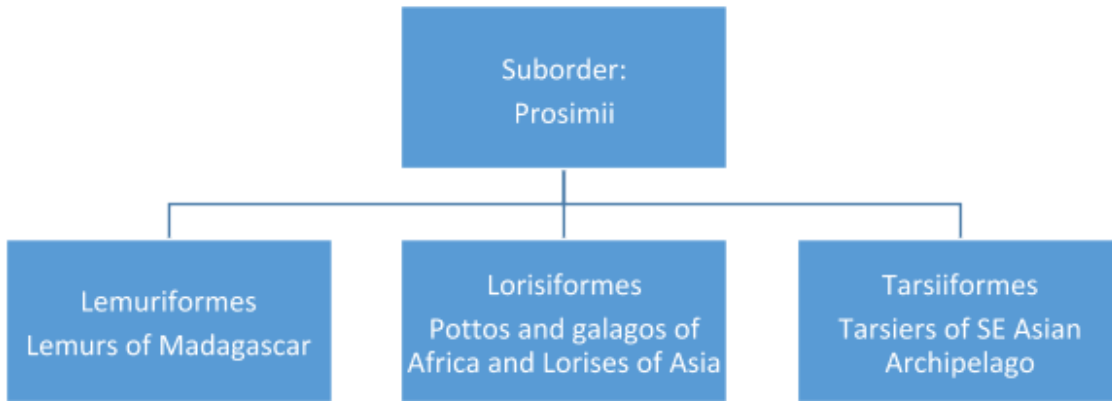 Suborder:
Prosimii
Lemuriformes
Lemurs of Madagascar
Lorisiformes
Pottos and galagos of
Africa and Lorises of Asia
Tarsiiformes
Tarsiers of SE Asian
Archipelago